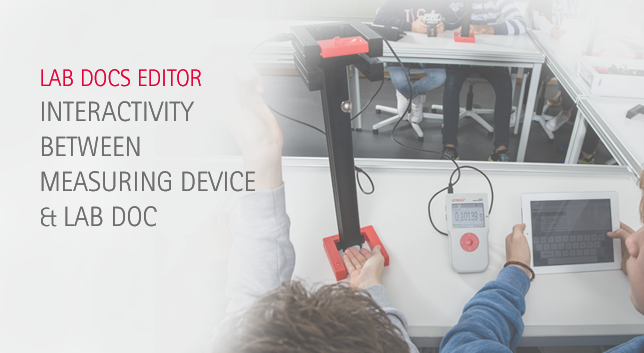 LAB DOCS EDITOR
INTERACTIVITY
BETWEEN
MEASURING DEVICE
& LAB DOC